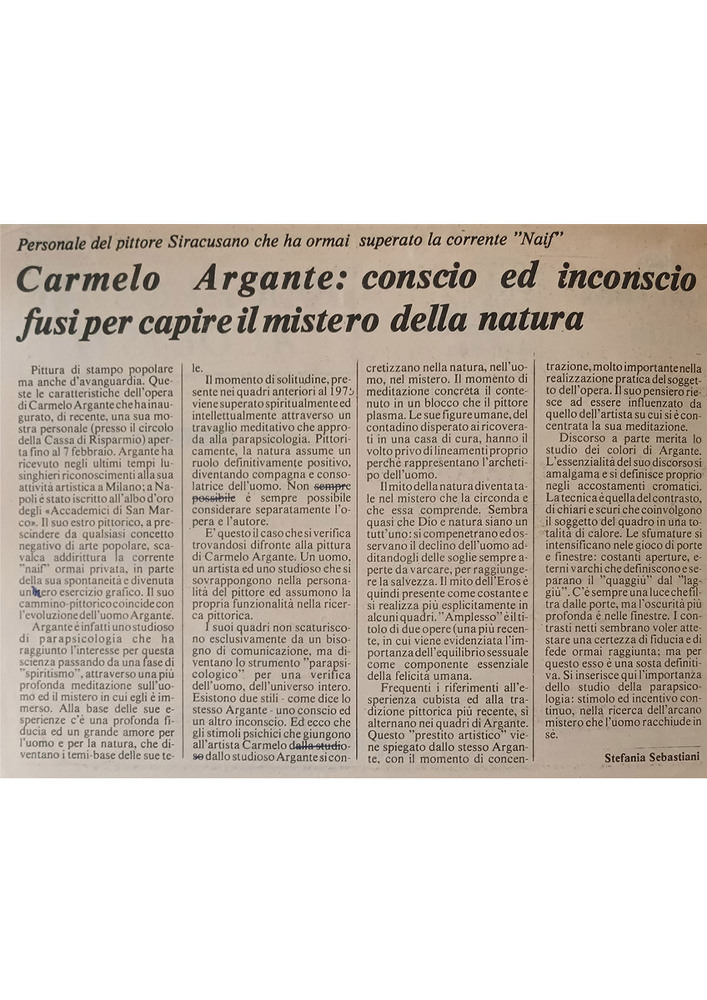 Personale del pittore Siracusano che ha ormai superato la corrente "Naif"
Carmelo Argante: conscio ed inconscio
fusi per capire il mistero della natura
Pittura di stampo popolare
ma anche d'avanguardia. Que-
ste le caratteristiche dell'opera
di Carmelo Argante che ha inau-
gurato, di recente, una sua mo-
stra personale (presso il circolo
della Cassa di Risparmio) aper-
ta fino al 7 febbraio. Argante ha
ricevuto negli ultimi tempi lu-
singhieri riconoscimenti alla sua
attività artistica a Milano; a Na-
poli è stato iscritto all'albo d'oro
degli «Accademici di San Mar-
co». Il suo estro pittorico, a pre-
scindere da qualsiasi concetto
negativo di arte popolare, sca-
valca addirittura la corrente
"naif" ormai privata, in parte
della sua spontaneità e divenuta
un mero esercizio grafico. Il suo
cammino-pittorico coincide con
l'evoluzione dell'uomo Argante.
Argante è infatti uno studioso
di parapsicologia che ha
raggiunto l'interesse per questa
scienza passando da una fase di
"spiritismo", attraverso una più
profonda meditazione sull'uo-
mo ed il mistero in cui egli è im-
merso. Alla base delle sue e-
sperienze c'è una profonda fi-
ducia ed un grande amore per
l'uomo e per la natura, che di-
ventano i temi-base delle sue te-
le.
Il momento di solitudine, pre-
sente nei quadri anteriori al 1975
viene superato spiritualmente ed
intellettualmente attraverso un
travaglio meditativo che appro-
da alla parapsicologia. Pittori-
camente, la natura assume un
ruolo definitivamente positivo,
diventando compagna e conso-
latrice dell'uomo. Non sempre
possibile é sempre possibile
considerare separatamente l'o-
pera e l'autore.
E' questo il caso che si verifica
trovandosi difronte alla pittura
di Carmelo Argante. Un uomo,
un artista ed uno studioso che si
sovrappongono nella persona-
lità del pittore ed assumono la
propria funzionalità nella ricer-
ca pittorica.
I suoi quadri non scaturisco-
no esclusivamente da un biso-
gno di comunicazione, ma di-
ventano lo strumento "parapsi-
cologico" per una verifica
dell'uomo, dell'universo intero.
Esistono due stili - come dice lo
stesso Argante - uno conscio ed
un altro inconscio. Ed ecco che
gli stimoli psichici che giungono
all'artista Carmelo dalla studio-
so dallo studioso Argante si con-
cretizzano nella natura, nell'uo-
mo, nel mistero. Il momento di
meditazione concreta il conte-
nuto in un blocco che il pittore
plasma. Le sue figure umane, del
contadino disperato ai ricovera-
ti in una casa di cura, hanno il
volto privo di lineamenti proprio
perchè rappresentano l'archeti-
po dell'uomo.
Il mito della natura diventa ta-
le nel mistero che la circonda e
che essa comprende. Sembra
quasi che Dio e natura siano un
tutt'uno: si compenetrano ed os-
servano il declino dell'uomo ad-
ditandogli delle soglie sempre a-
perte da varcare, per raggiunge-
re la salvezza. Il mito dell'Eros è
quindi presente come costante e
si realizza più esplicitamente in
alcuni quadri. "Amplesso" è il ti-
tolo di due opere (una più recen-
te, in cui viene evidenziata l'im-
portanza dell'equilibrio sessuale
come componente essenziale
della felicità umana.
Frequenti i riferimenti all'e-
sperienza cubista ed alla tra-
dizione pittorica più recente, si
alternano nei quadri di Argante.
Questo "prestito artistico" vie-
ne spiegato dallo stesso Argan-
te, con il momento di concen-
trazione, molto importante nella
realizzazione pratica del sogget-
to dell'opera. Il suo pensiero rie-
sce ad essere influenzato da
quello dell'artista su cui si è con-
centrata la sua meditazione.
Discorso a parte merita lo
studio dei colori di Argante.
L'essenzialità del suo discorso si
amalgama e si definisce proprio
negli accostamenti cromatici.
La tecnica è quella del contrasto,
di chiari e scuri che coinvolgono
il soggetto del quadro in una to-
talità di calore. Le sfumature si
intensificano nele gioco di porte
e finestre: costanti aperture, e-
terni varchi che definiscono e se-
parano il "quaggiù" dal "lag-
giù". C'è sempre una luce che fil-
tra dalle porte, ma l'oscurità più
profonda è nelle finestre. I con-
trasti netti sembrano voler atte-
stare una certezza di fiducia e di
fede ormai raggiunta; ma per
questo esso è una sosta definiti-
va. Si inserisce qui l'importanza
dello studio della parapsico-
logia: stimolo ed incentivo con-
tinuo, nella ricerca dell'arcano
mistero che l'uomo racchiude in
sè.
Stefania Sebastiani